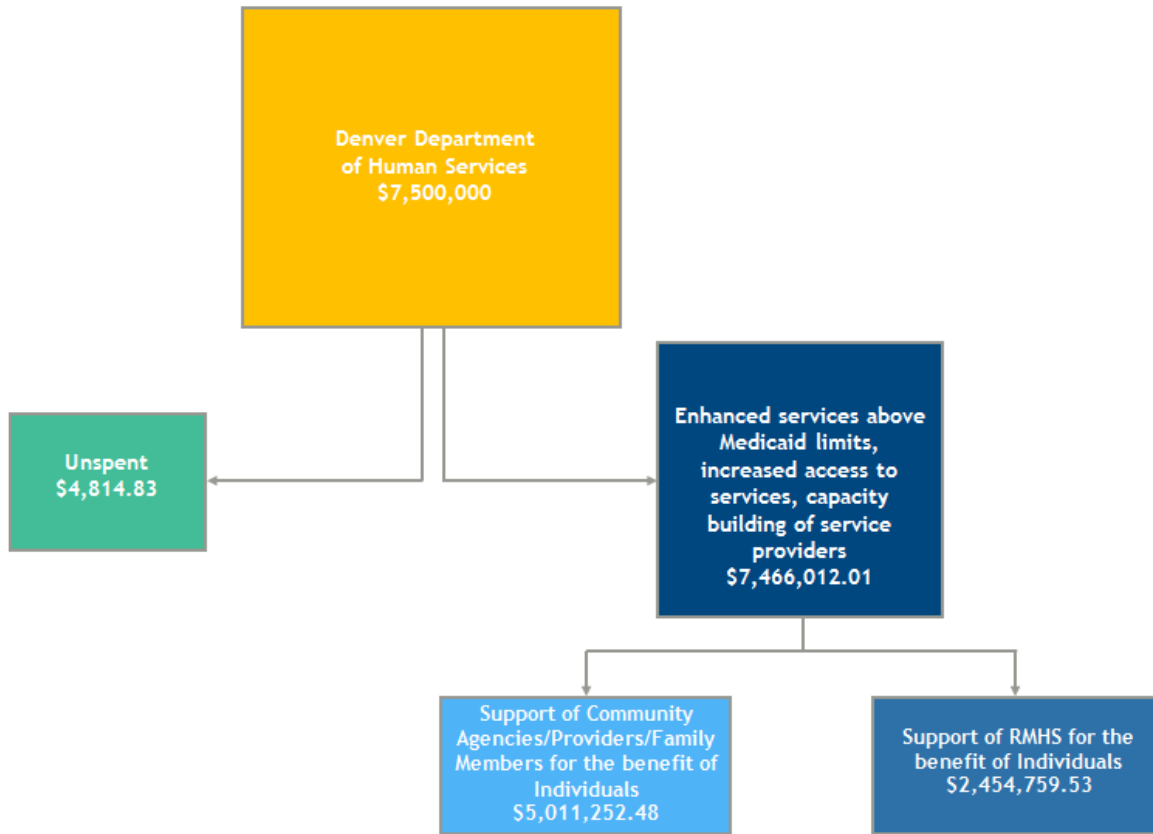 Denver Department
of Human Services
$7,500,000
Unspent
$4,814.83
Enhanced services above
Medicaid limits,
increased access to
services, capacity
building of service
providers
$7,466,012.01
Support of Community
Agencies/Providers/Family
Members for the benefit of
Individuals
$5,011,252.48
Support of RMHS for the
benefit of Individuals
$2,454,759.53